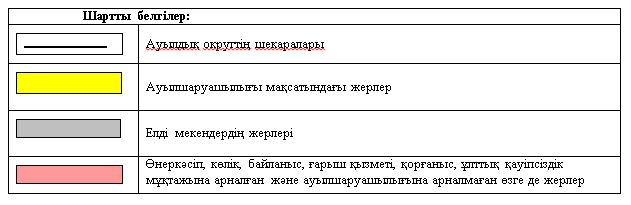 Шартты белгілер:
Ауылдық округтің шекаралары
Ауылшаруашылығы мақсатындағы жерлер
Елді мекендердің жерлері
Өнеркәсіп, көлік, байланыс, ғарыш қызметі, қорғаныс, ұлттық қауіпсіздік
мұқтажына арналған және ауылшаруашылығына арналмаған өзге де жерлер